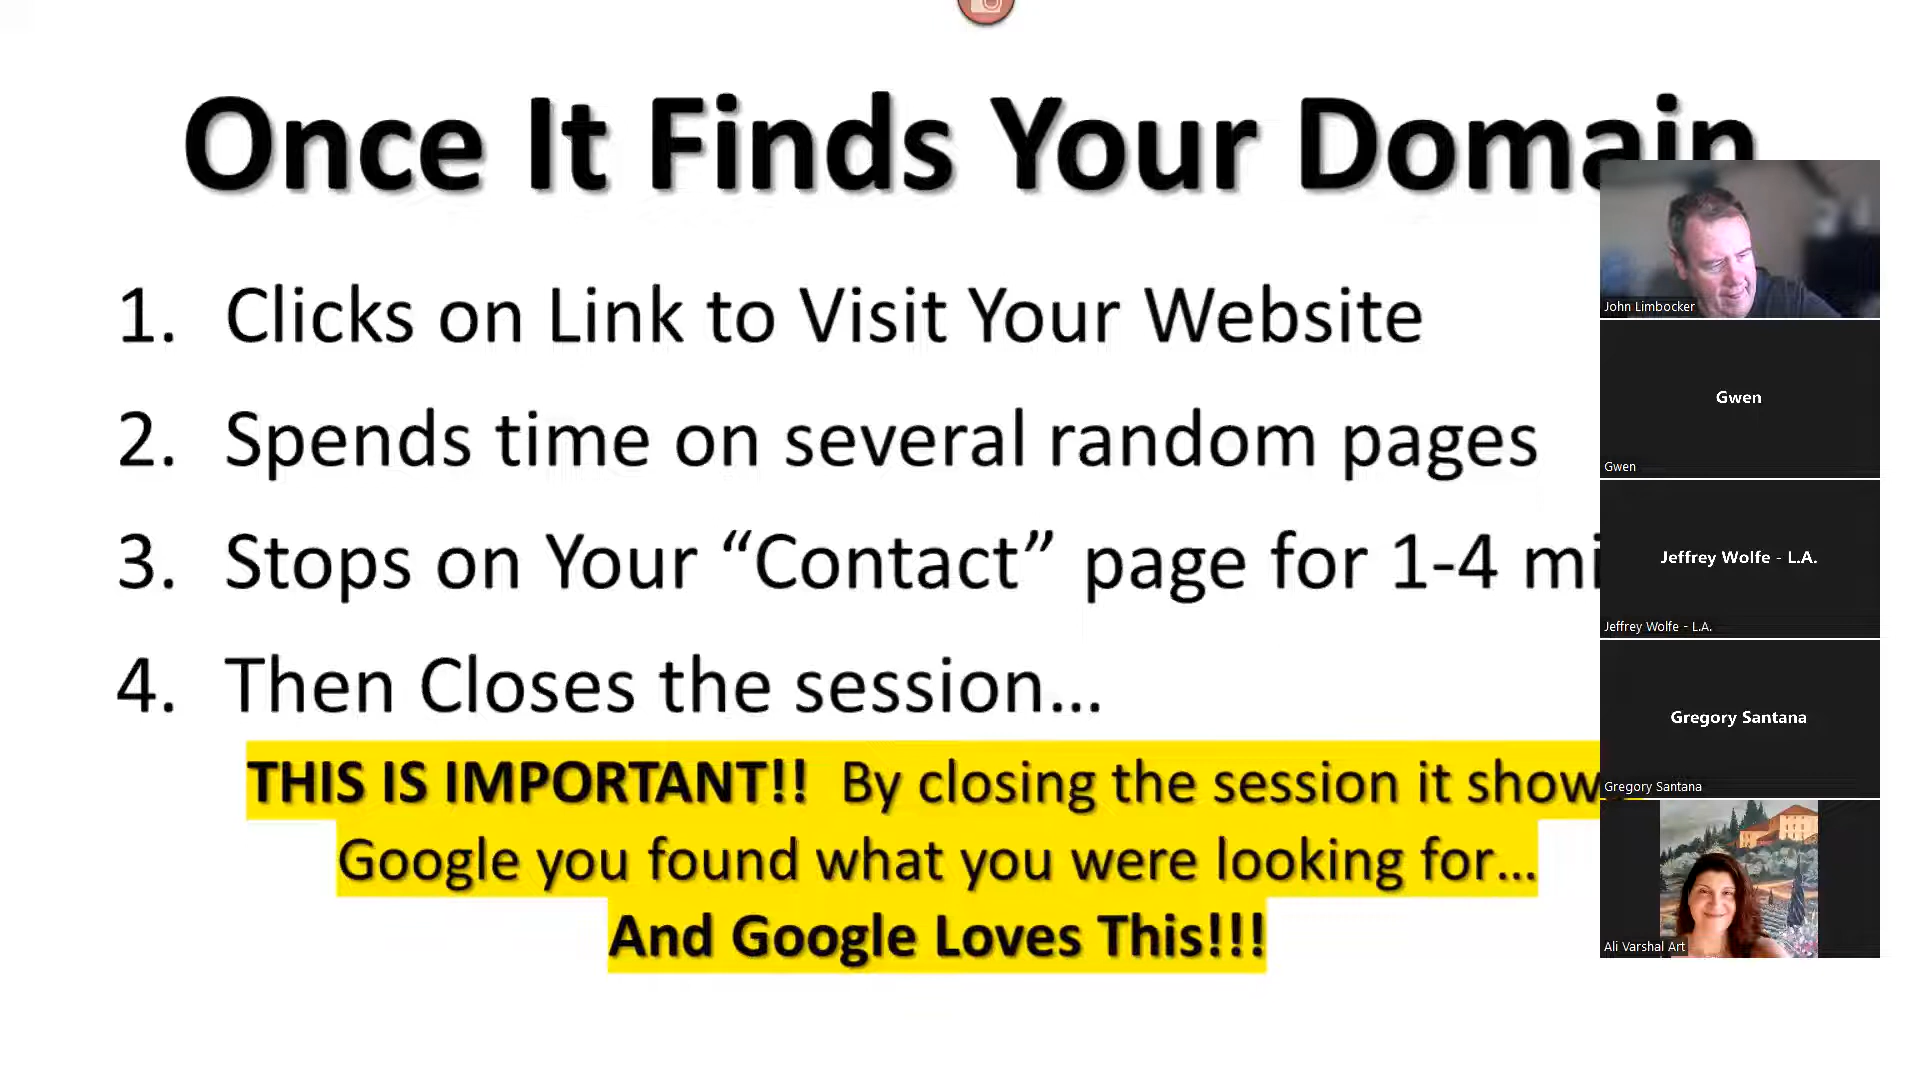 Once It Finds Your Domain
1. Clicks on Link to Visit Your Website
2. Spends time on several random pages
3. Stops on Your “Contact” page for 1-4
4. Then Closes the session...
THIS IS IMPORTANT!! By closing the session it show
Google you found what you were looking for...
And Google Loves This!!!
John Limbocker
Gwen
Gwen
Jeffrey Wolfe - L.A.
Jeffrey Wolfe - L.A.
Gregory Santana
Gregory Santana
Ali Varshal Art